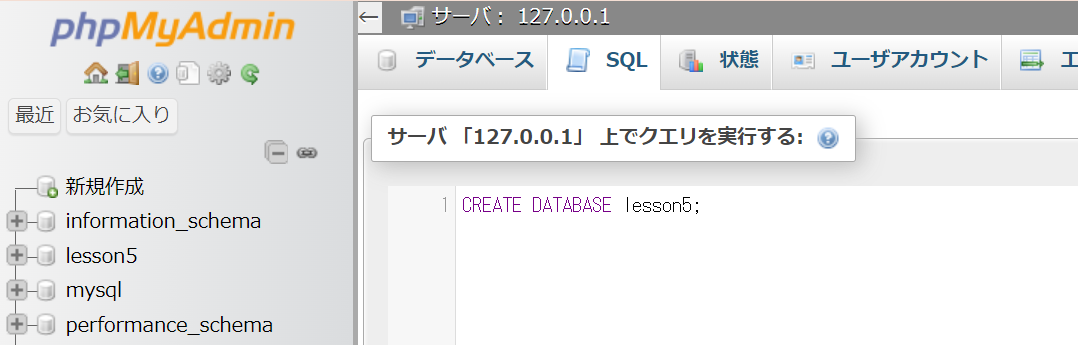 phpMyAdmin
最近 お気に入り
新規作成
information_schema
lesson5
mysql
performance_schema
サーバ： 127.0.0.1
データベース SQL 状態 ユーザアカウント エ
サーバ 「127.0.0.1」 上でクエリを実行する:
1 CREATE DATABASE lesson5;